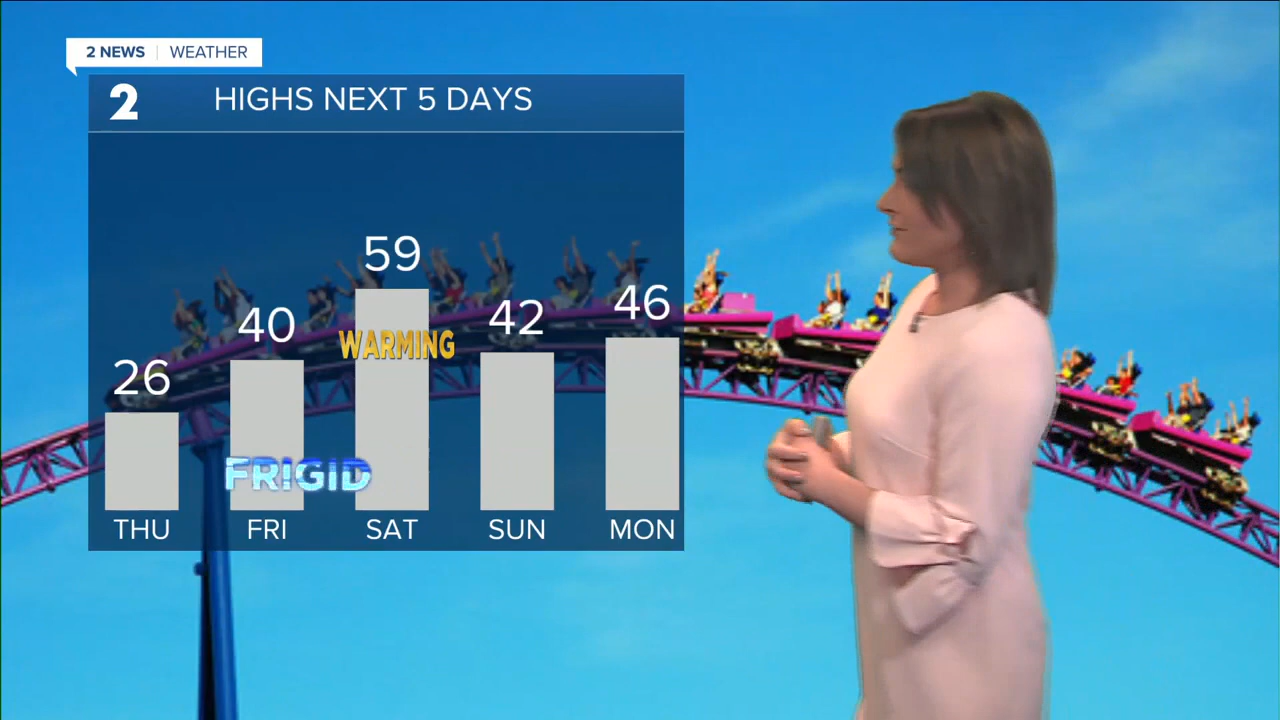 2 NEWS | WEATHER
2 HIGHS NEXT 5 DAYS
26 40 59 42 46
WARMING
FRIGID
THU FRI SAT SUN MON